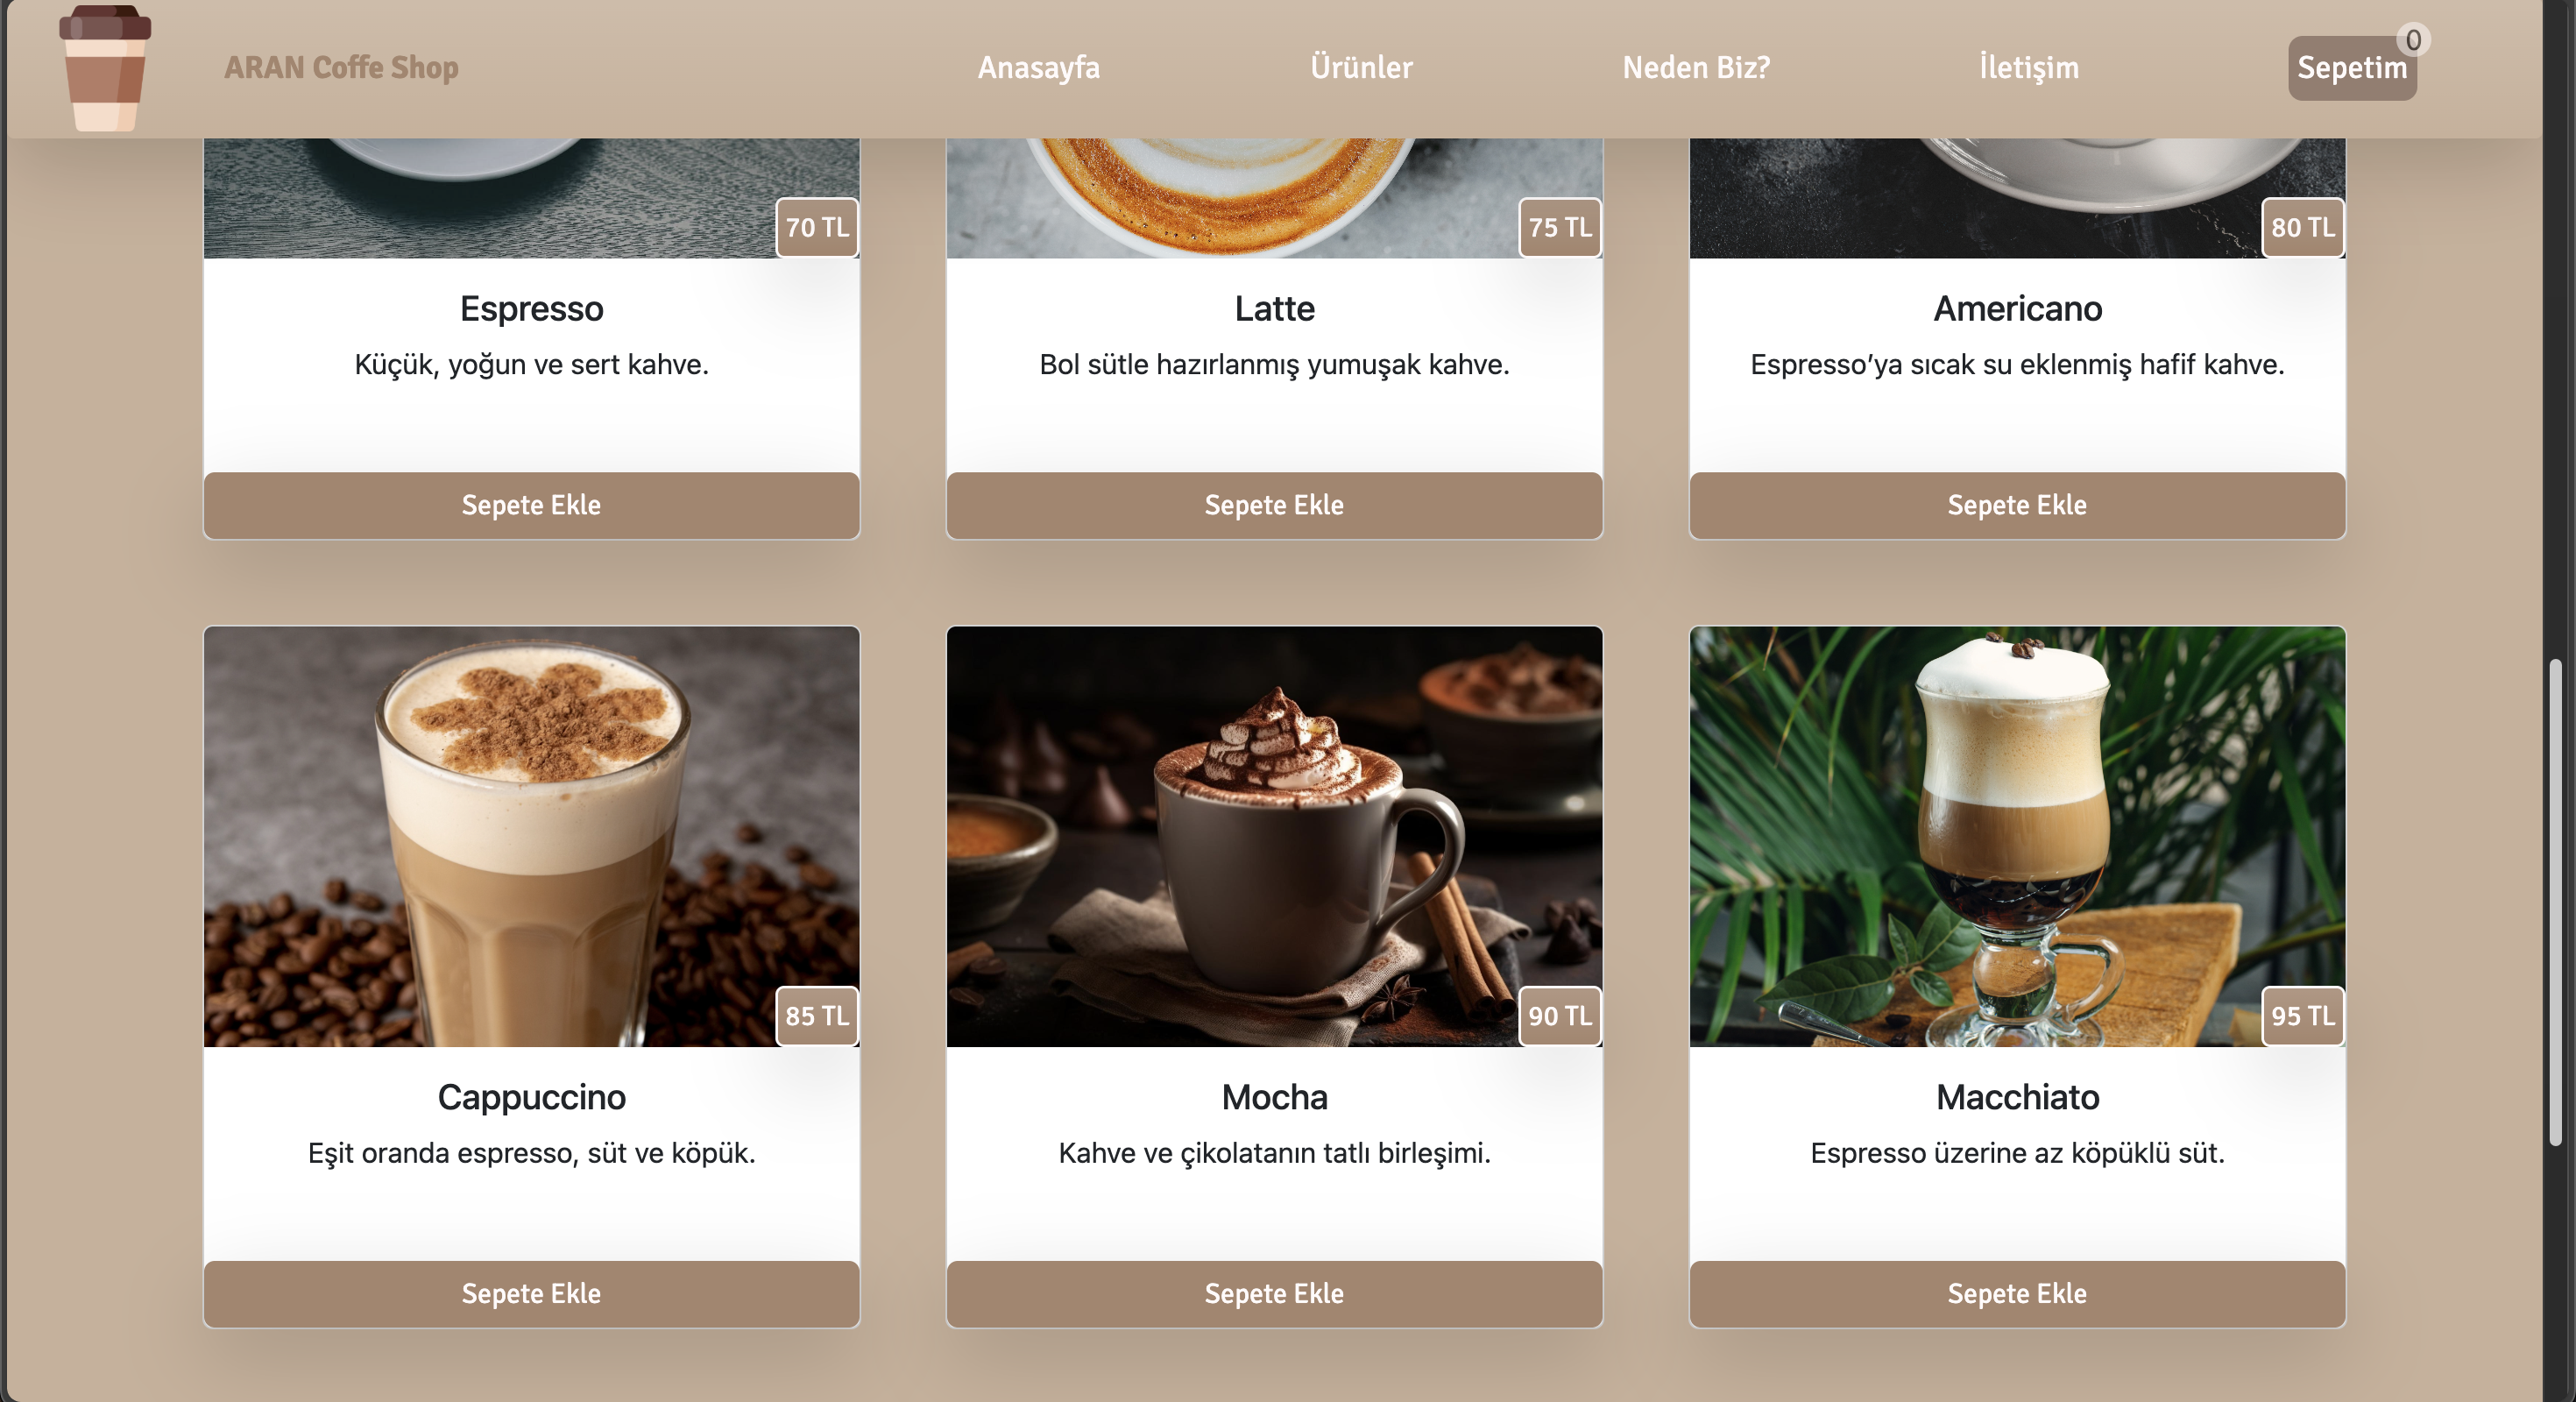 ARAN Coffe Shop
Anasayfa
Ürünler
Neden Biz?
İletişim
Sepetim
0
70 TL
75 TL
80 TL
Espresso
Küçük, yoğun ve sert kahve.
Sepete Ekle
Latte
Bol sütle hazırlanmış yumuşak kahve.
Sepete Ekle
Americano
Espresso’ya sıcak su eklenmiş hafif kahve.
Sepete Ekle
85 TL
90 TL
95 TL
Cappuccino
Eşit oranda espresso, süt ve köpük.
Sepete Ekle
Mocha
Kahve ve çikolatanın tatlı birleşimi.
Sepete Ekle
Macchiato
Espresso üzerine az köpüklü süt.
Sepete Ekle